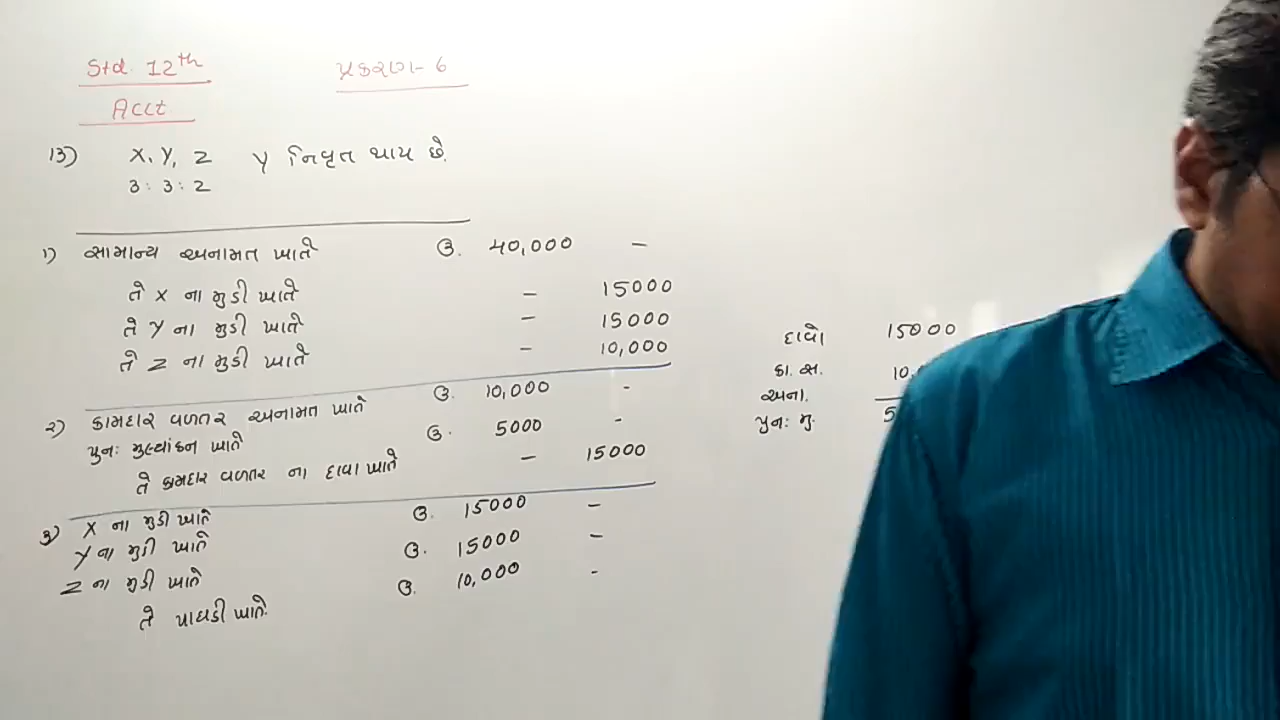 Std. 12th
પ્રકરણ- 6
Acct
13) X, Y, Z Y નિવૃત થાય છે.
3 : 3 : 2
1) સામાન્ય અનામત ખાતે ઉ. 40,000 –
તે X ના મુડી ખાતે – 15000
તે Y ના મુડી ખાતે – 15000
તે Z ના મુડી ખાતે – 10,000
2) કામદાર વળતર અનામત ખાતે ઉ. 10,000 -
પુનઃ મુલ્યાંકન ખાતે ઉ. 5000 -
તે કામદાર વળતર ના દાવા ખાતે – 15000
3) X ના મુડી ખાતે ઉ. 15000 –
Y ના મુડી ખાતે ઉ. 15000 –
Z ના મુડી ખાતે ઉ. 10,000 -
તે પાઘડી ખાતે.
દાવો 15000
કા. વ. 10,
અના.
પુનઃ મુ. 5